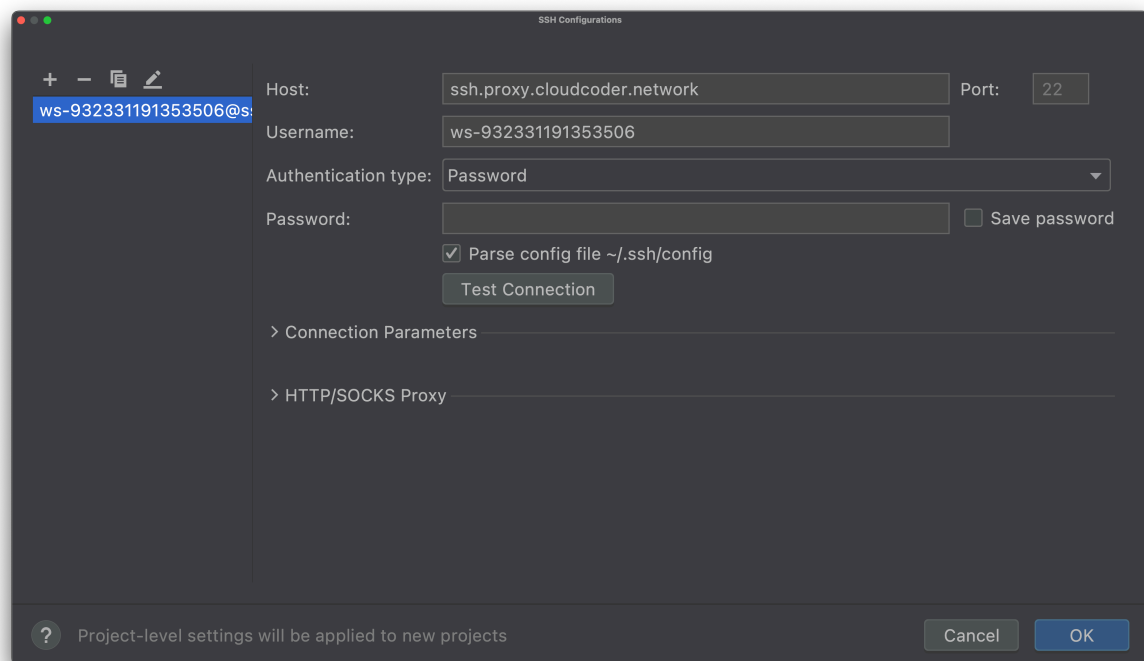 SSH Configurations
ws-932331191353506@s
Host: ssh.proxy.cloudcoder.network Port: 22
Username: ws-932331191353506
Authentication type: Password
Password: Save password
Parse config file ~/.ssh/config
Test Connection
Connection Parameters
HTTP/SOCKS Proxy
? Project-level settings will be applied to new projects Cancel OK